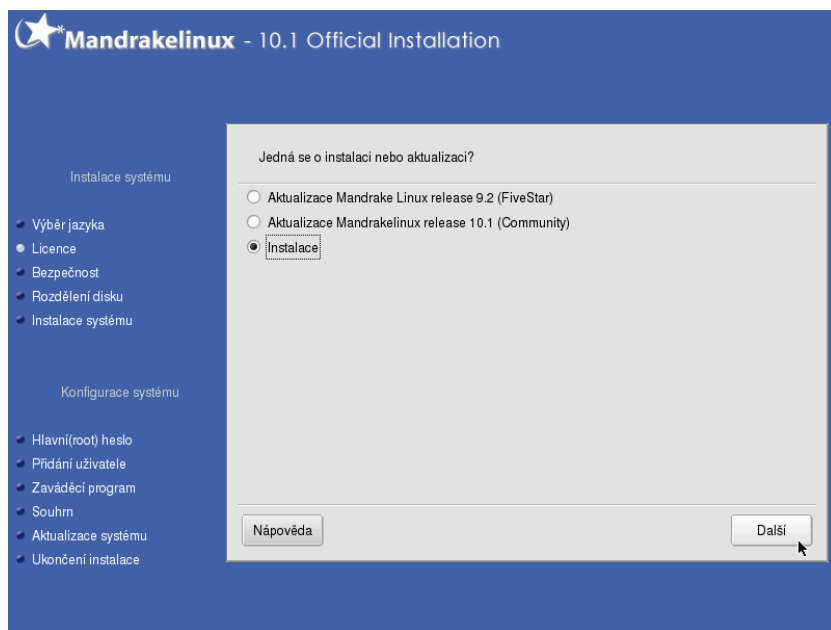 Mandrakelinux - 10.1 Official Installation
Instalace systému
Výběr jazyka
Licence
Bezpečnost
Rozdělení disku
Instalace systému
Konfigurace systému
Hlavní(root) heslo
Přidání uživatele
Zaváděcí program
Souhrn
Aktualizace systému
Ukončení instalace
Jedná se o instalaci nebo aktualizaci?
Aktualizace Mandrake Linux release 9.2 (FiveStar)
Aktualizace Mandrakelinux release 10.1 (Community)
Instalace
Nápověda
Další